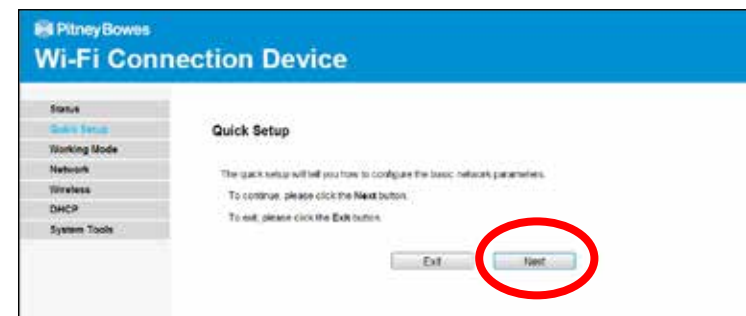 PitneyBowes
Wi-Fi Connection Device
Status
Quick Setup
Working Mode
Network
Wireless
DHCP
System Tools
Quick Setup
The quick setup will tell you how to configure the basic network parameters.
To continue, please click the Next button.
To exit, please click the Exit button.
Exit
Next